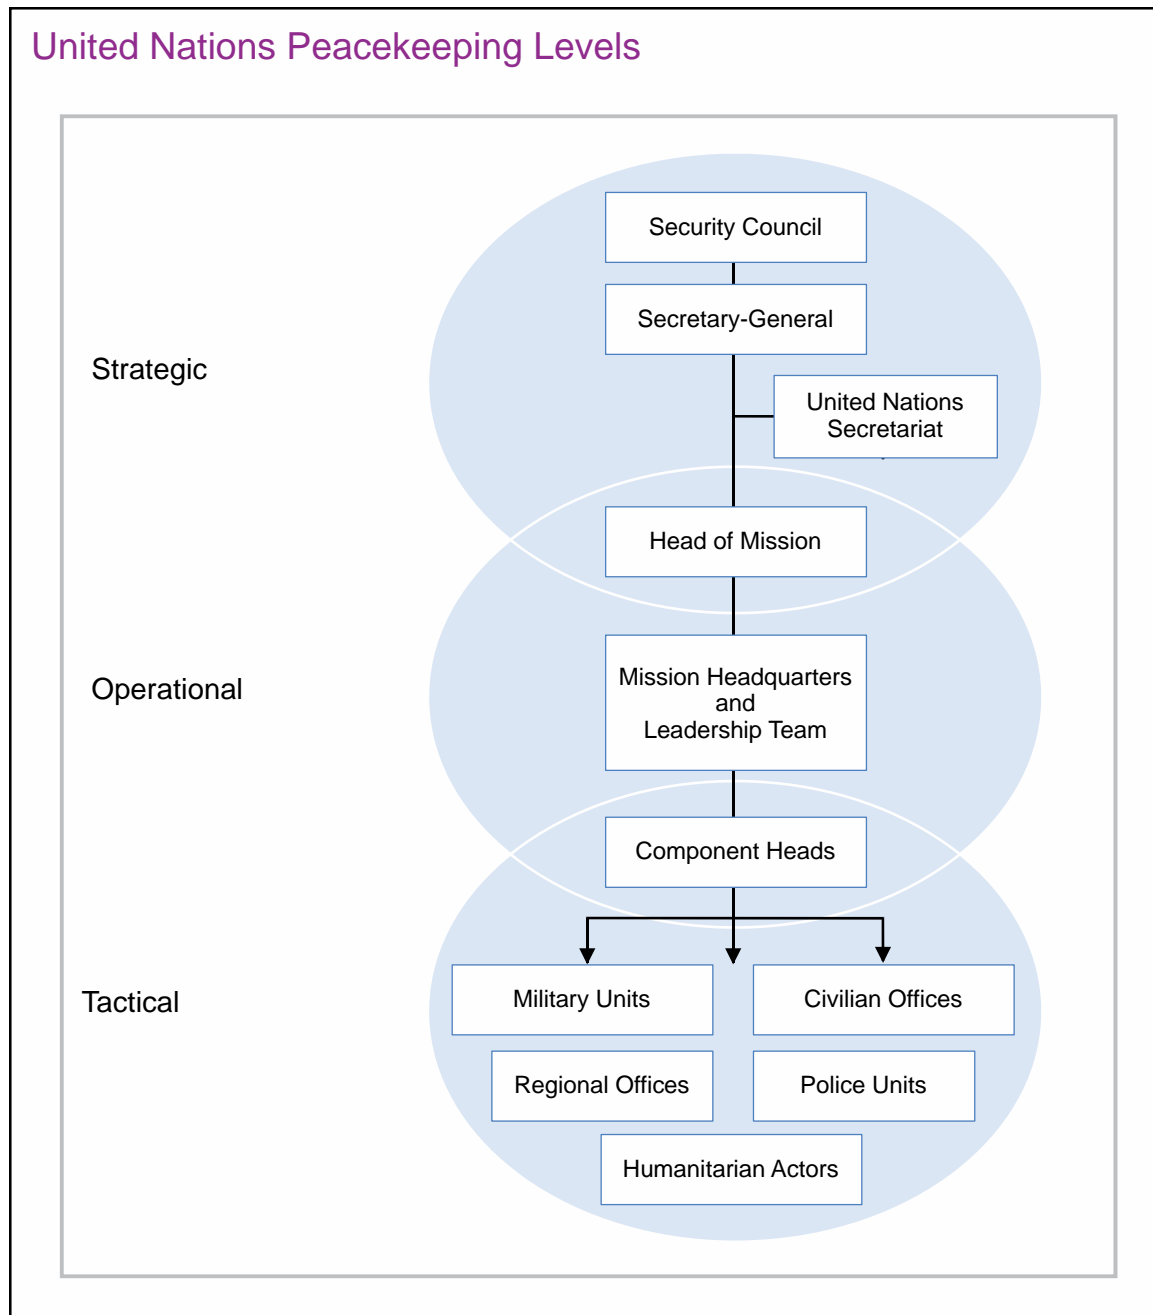 United Nations Peacekeeping Levels
Security Council
Secretary-General
Strategic
United Nations
Secretariat
Head of Mission
Operational
Mission Headquarters
and
Leadership Team
Component Heads
Tactical
Military Units
Civilian Offices
Regional Offices
Police Units
Humanitarian Actors